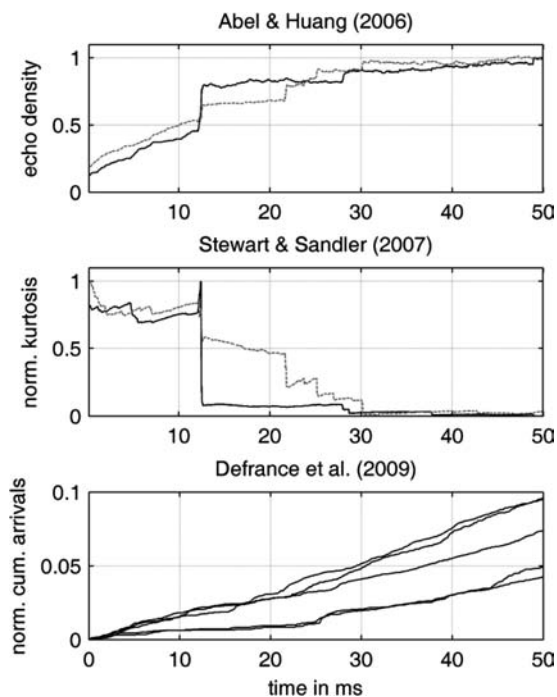 Abel & Huang (2006)
echo density
1
0.5
0
10 20 30 40 50
Stewart & Sandler (2007)
norm. kurtosis
1
0.5
0
10 20 30 40 50
Defrance et al. (2009)
norm. cum. arrivals
0.1
0.05
0
0 10 20 30 40 50
time in ms